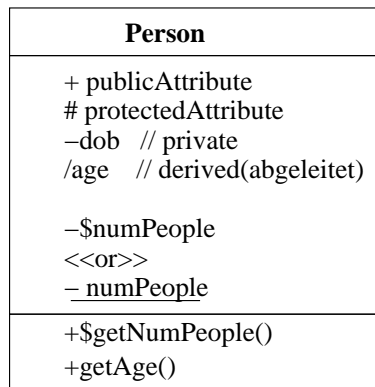 Person
+ publicAttribute
# protectedAttribute
−dob // private
/age // derived(abgeleitet)
−$numPeople
<<or>>
− numPeople
+$getNumPeople()
+getAge()